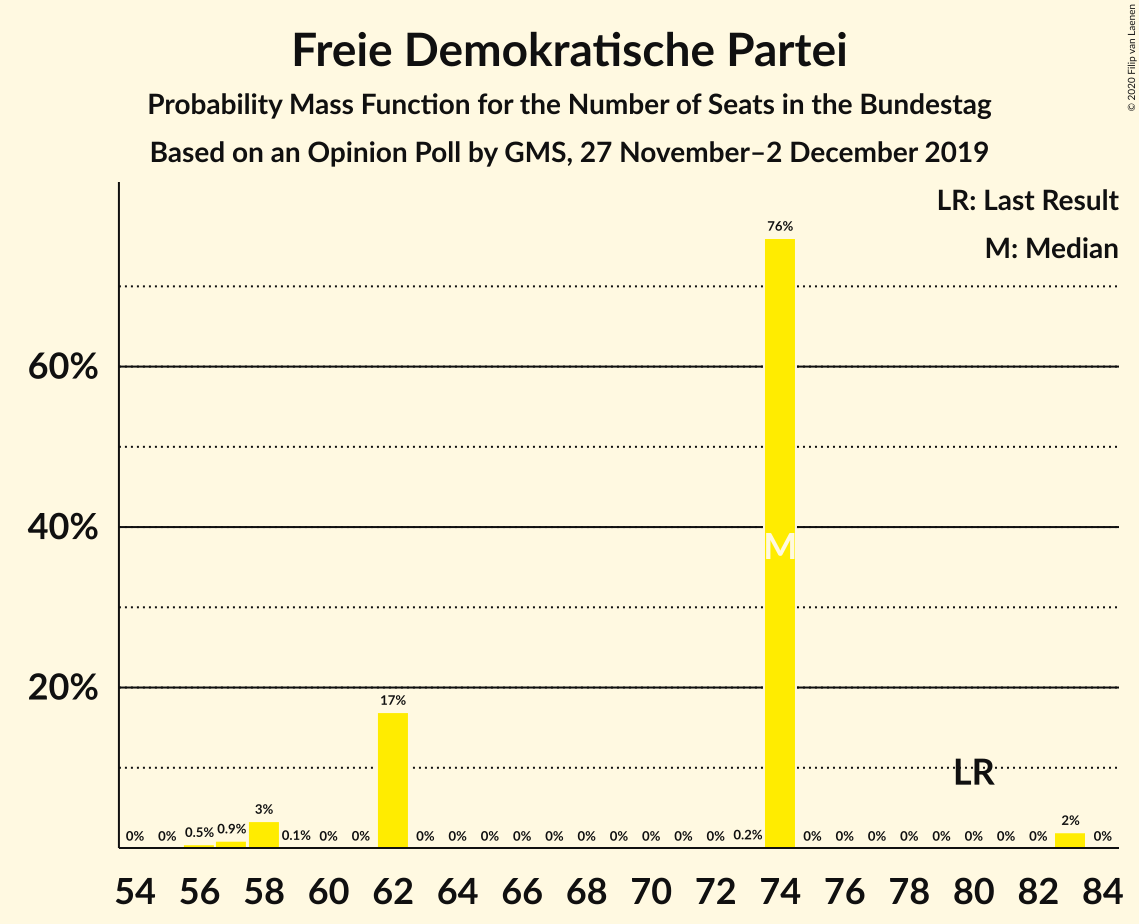 Freie Demokratische Partei
Probability Mass Function for the Number of Seats in the Bundestag
Based on an Opinion Poll by GMS, 27 November–2 December 2019
© 2020 Filip van Laenen
LR: Last Result
M: Median
60%
40%
20%
0% 0% 0.5% 0.9% 3% 0.1% 0% 0% 17% 0% 0% 0% 0% 0% 0% 0% 0% 0% 0% 0.2% 76% 0% 0% 0% 0% 0% 0% 0% 0% 2% 0%
M
LR
54 56 58 60 62 64 66 68 70 72 74 76 78 80 82 84